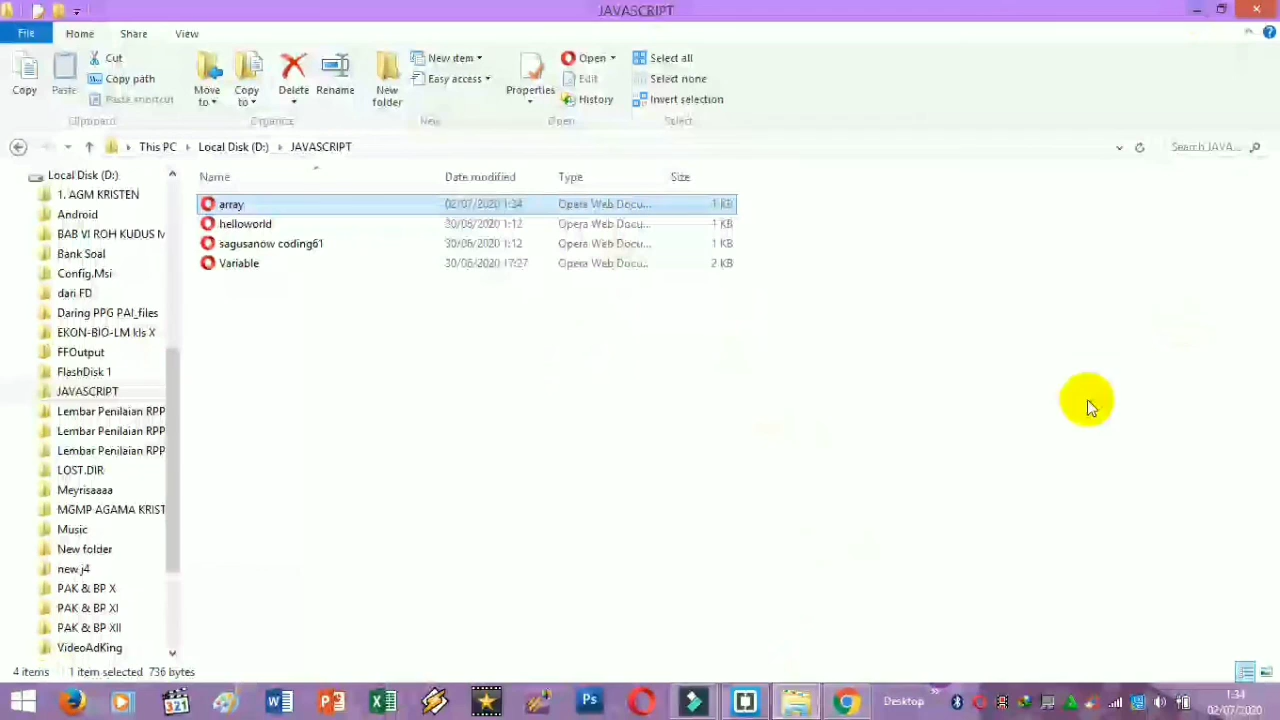 JAVASCRIPT
File Home Share View
Copy
Paste
Cut
Copy path
Paste shortcut
Clipboard
Move to
Copy to
Delete
Rename
Organize
New folder
New item
Easy access
New
Properties
Open
Edit
History
Open
Select all
Select none
Invert selection
Select
This PC Local Disk (D:) JAVASCRIPT
Search JAVA...
Name Date modified Type Size
array 02/07/2020 1:34 Opera Web Docu... 1 KB
helloworld 30/06/2020 1:12 Opera Web Docu... 1 KB
sagusanow coding61 30/06/2020 1:12 Opera Web Docu... 1 KB
Variable 30/06/2020 17:27 Opera Web Docu... 2 KB
Local Disk (D:)
1. AGM KRISTEN
Android
BAB VI ROH KUDUS M
Bank Soal
Config.Msi
dari FD
Daring PPG PAI_files
EKON-BIO-LM kls X
FFOutput
FlashDisk 1
JAVASCRIPT
Lembar Penilaian RPP
Lembar Penilaian RPP
Lembar Penilaian RPP
LOST.DIR
Meyrisaaaa
MGMP AGAMA KRIST
Music
New folder
new j4
PAK & BP X
PAK & BP XI
PAK & BP XII
VideoAdKing
4 items 1 item selected 736 bytes
321
Ps
Desktop
1:34
02/07/2020